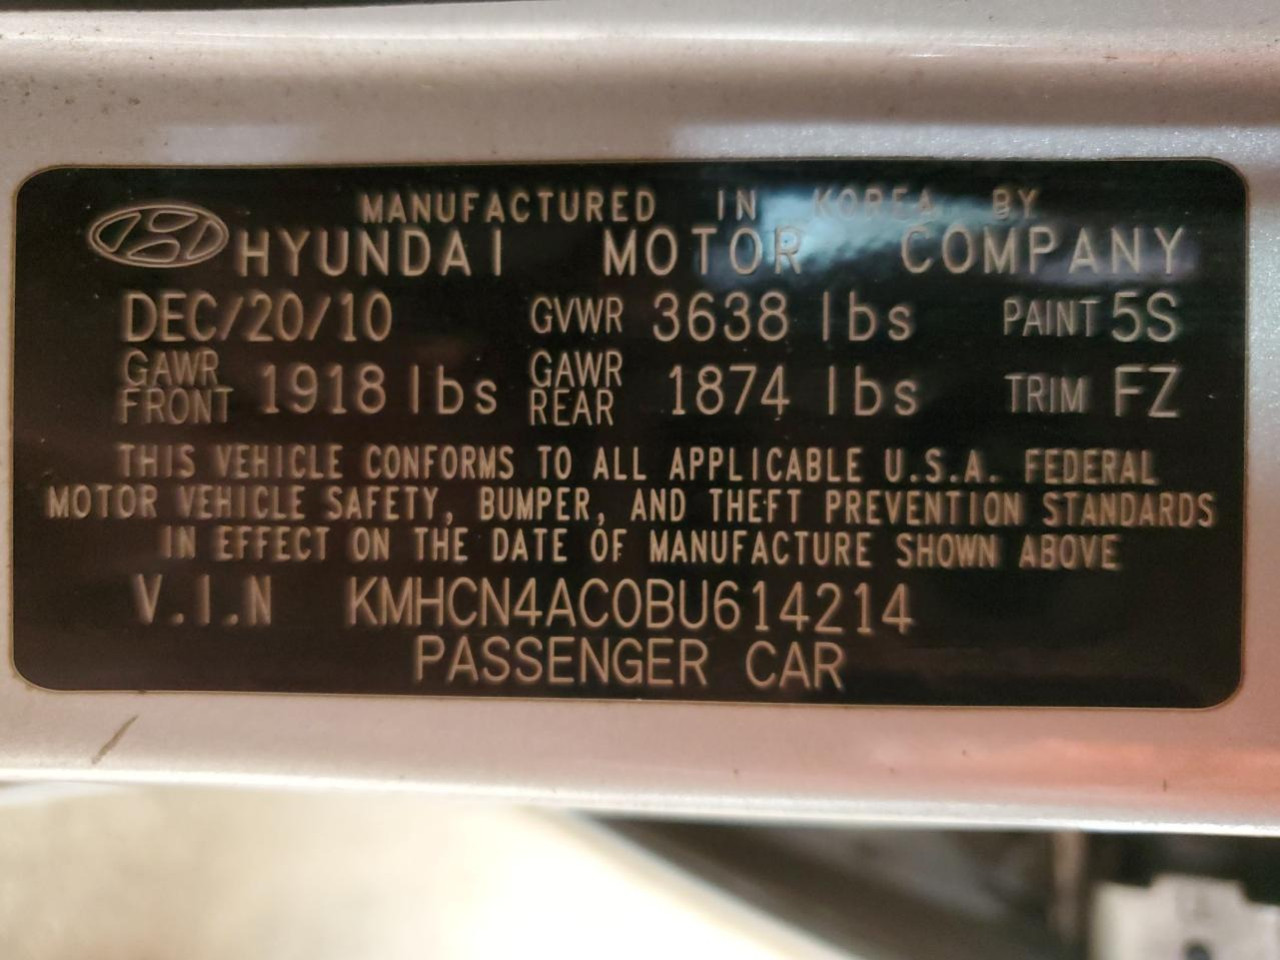 MANUFACTURED IN KOREA BY
HYUNDAI MOTOR COMPANY
DEC/20/10 GVWR 3638 lbs PAINT 5S
GAWR FRONT 1918 lbs GAWR REAR 1874 lbs TRIM FZ
THIS VEHICLE CONFORMS TO ALL APPLICABLE U.S.A. FEDERAL
MOTOR VEHICLE SAFETY, BUMPER, AND THEFT PREVENTION STANDARDS
IN EFFECT ON THE DATE OF MANUFACTURE SHOWN ABOVE
V.I.N KMHCN4AC0BU614214
PASSENGER CAR